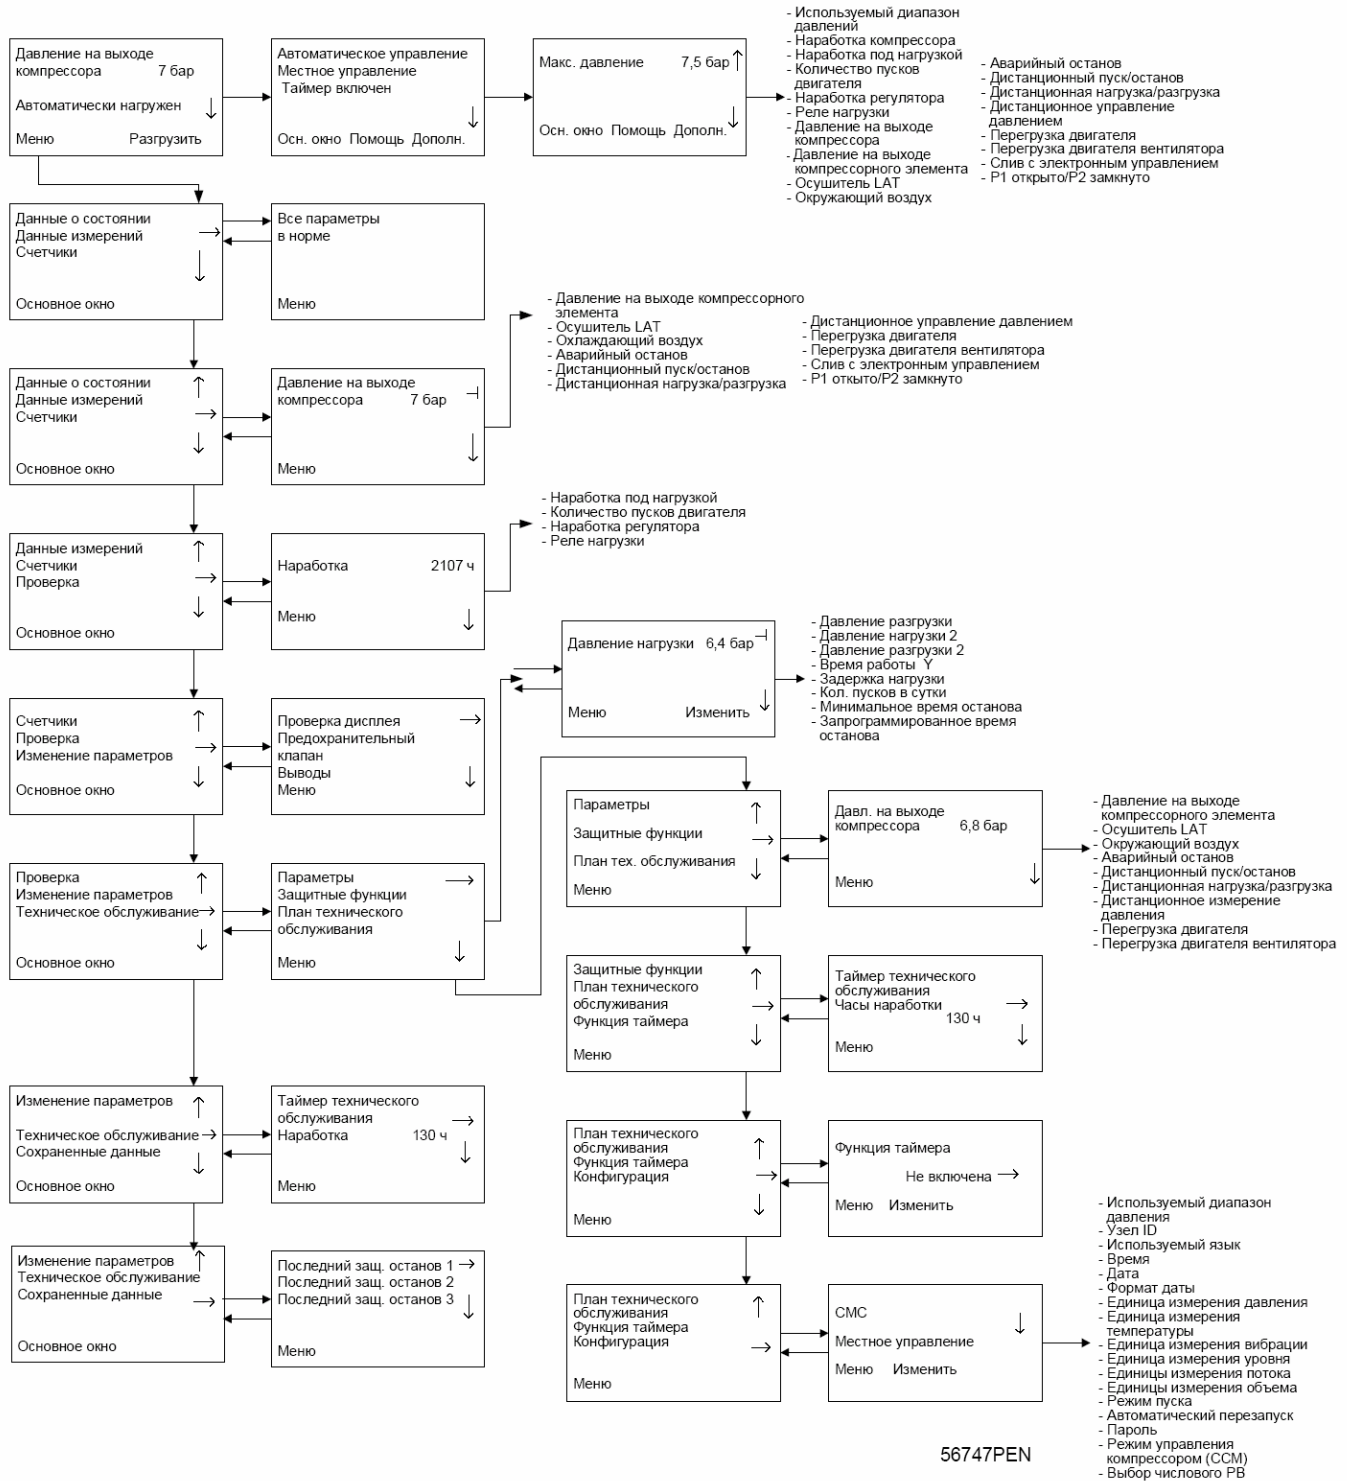 Давление на выходе
компрессора 7 бар
Автоматически нагружен
Меню Разгрузить
Автоматическое управление
Местное управление
Таймер включен
Осн. окно Помощь Дополн.
Макс. давление 7,5 бар
Осн. окно Помощь Дополн.
- Используемый диапазон
давлений
- Наработка компрессора
- Наработка под нагрузкой
- Количество пусков
двигателя
- Наработка регулятора
- Реле нагрузки
- Давление на выходе
компрессора
- Давление на выходе
компрессорного элемента
- Осушитель LAT
- Окружающий воздух
- Аварийный останов
- Дистанционный пуск/останов
- Дистанционная нагрузка/разгрузка
- Дистанционное управление
давлением
- Перегрузка двигателя
- Перегрузка двигателя вентилятора
- Слив с электронным управлением
- Р1 открыто/Р2 замкнуто
Данные о состоянии
Данные измерений
Счетчики
Основное окно
Все параметры
в норме
Меню
Данные о состоянии
Данные измерений
Счетчики
Основное окно
Давление на выходе
компрессора 7 бар
Меню
- Давление на выходе компрессорного
элемента
- Осушитель LAT
- Охлаждающий воздух
- Аварийный останов
- Дистанционный пуск/останов
- Дистанционная нагрузка/разгрузка
- Дистанционное управление давлением
- Перегрузка двигателя
- Перегрузка двигателя вентилятора
- Слив с электронным управлением
- Р1 откыто/Р2 замкнуто
Данные измерений
Счетчики
Проверка
Основное окно
Наработка 2107 ч
Меню
- Наработка под нагрузкой
- Количество пусков двигателя
- Наработка регулятора
- Реле нагрузки
Давление нагрузки 6,4 бар
Меню Изменить
- Давление разгрузки
- Давление нагрузки 2
- Давление разгрузки 2
- Время работы Y
- Задержка нагрузки
- Кол. пусков в сутки
- Минимальное время останова
- Запрограммированное время
останова
Счетчики
Проверка
Изменение параметров
Основное окно
Проверка дисплея
Предохранительный
клапан
Выводы
Меню
Проверка
Изменение параметров
Техническое обслуживание
Основное окно
Параметры
Защитные функции
План технического
обслуживания
Меню
Параметры
Защитные функции
План тех. обслуживания
Меню
Давл. на выходе
компрессора 6,8 бар
Меню
- Давление на выходе
компрессорного элемента
- Осушитель LAT
- Окружающий воздух
- Аварийный останов
- Дистанционный пуск/останов
- Дистанционная нагрузка/разгрузка
- Дистанционное измерение
давления
- Перегрузка двигателя
- Перегрузка двигателя вентилятора
Защитные функции
План технического
обслуживания
Функция таймера
Меню
Таймер технического
обслуживания
Часы наработки
130 ч
Меню
Изменение параметров
Техническое обслуживание
Сохраненные данные
Основное окно
Таймер технического
обслуживания
Наработка 130 ч
Меню
План технического
обслуживания
Функция таймера
Конфигурация
Меню
Функция таймера
Не включена
Меню Изменить
Изменение параметров
Техническое обслуживание
Сохраненные данные
Основное окно
Последний защ. останов 1
Последний защ. останов 2
Последний защ. останов 3
Меню
План технического
обслуживания
Функция таймера
Конфигурация
Меню
СМС
Местное управление
Меню Изменить
- Используемый диапазон
давления
- Узел ID
- Используемый язык
- Время
- Дата
- Формат даты
- Единица измерения давления
- Единица измерения
температуры
- Единица измерения вибрации
- Единица измерения уровня
- Единицы измерения потока
- Единицы измерения объема
- Режим пуска
- Автоматический перезапуск
- Пароль
- Режим управления
компрессором (ССМ)
- Выбор числового РВ
56747PEN